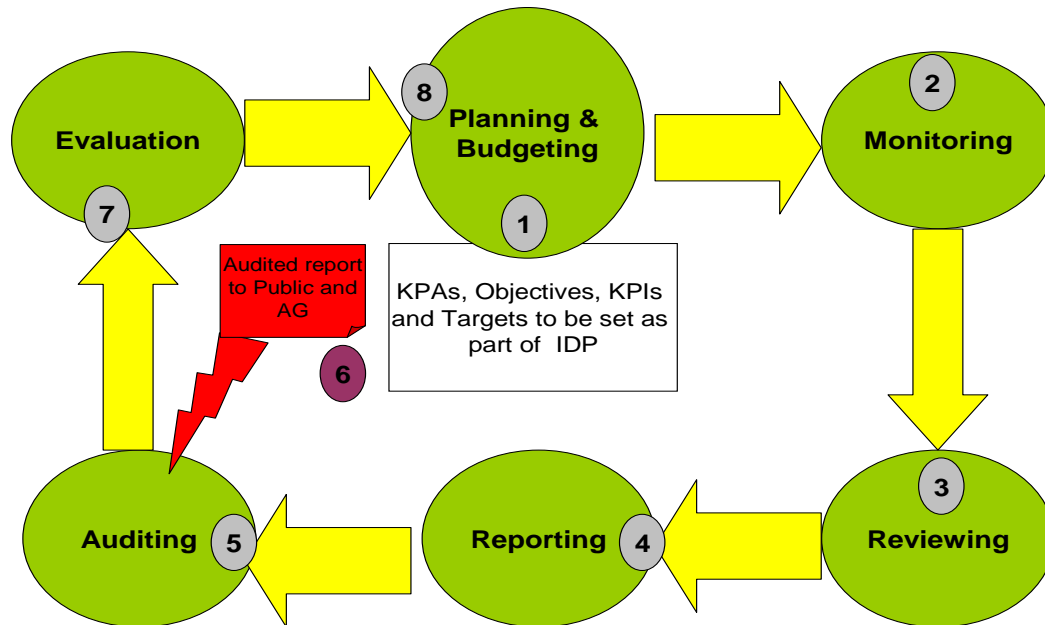 8
Planning &
Budgeting
1
KPAs, Objectives, KPIs
and Targets to be set as
part of IDP
2
Monitoring
3
Reviewing
4
Reporting
5
Auditing
Audited report
to Public and
AG
6
7
Evaluation